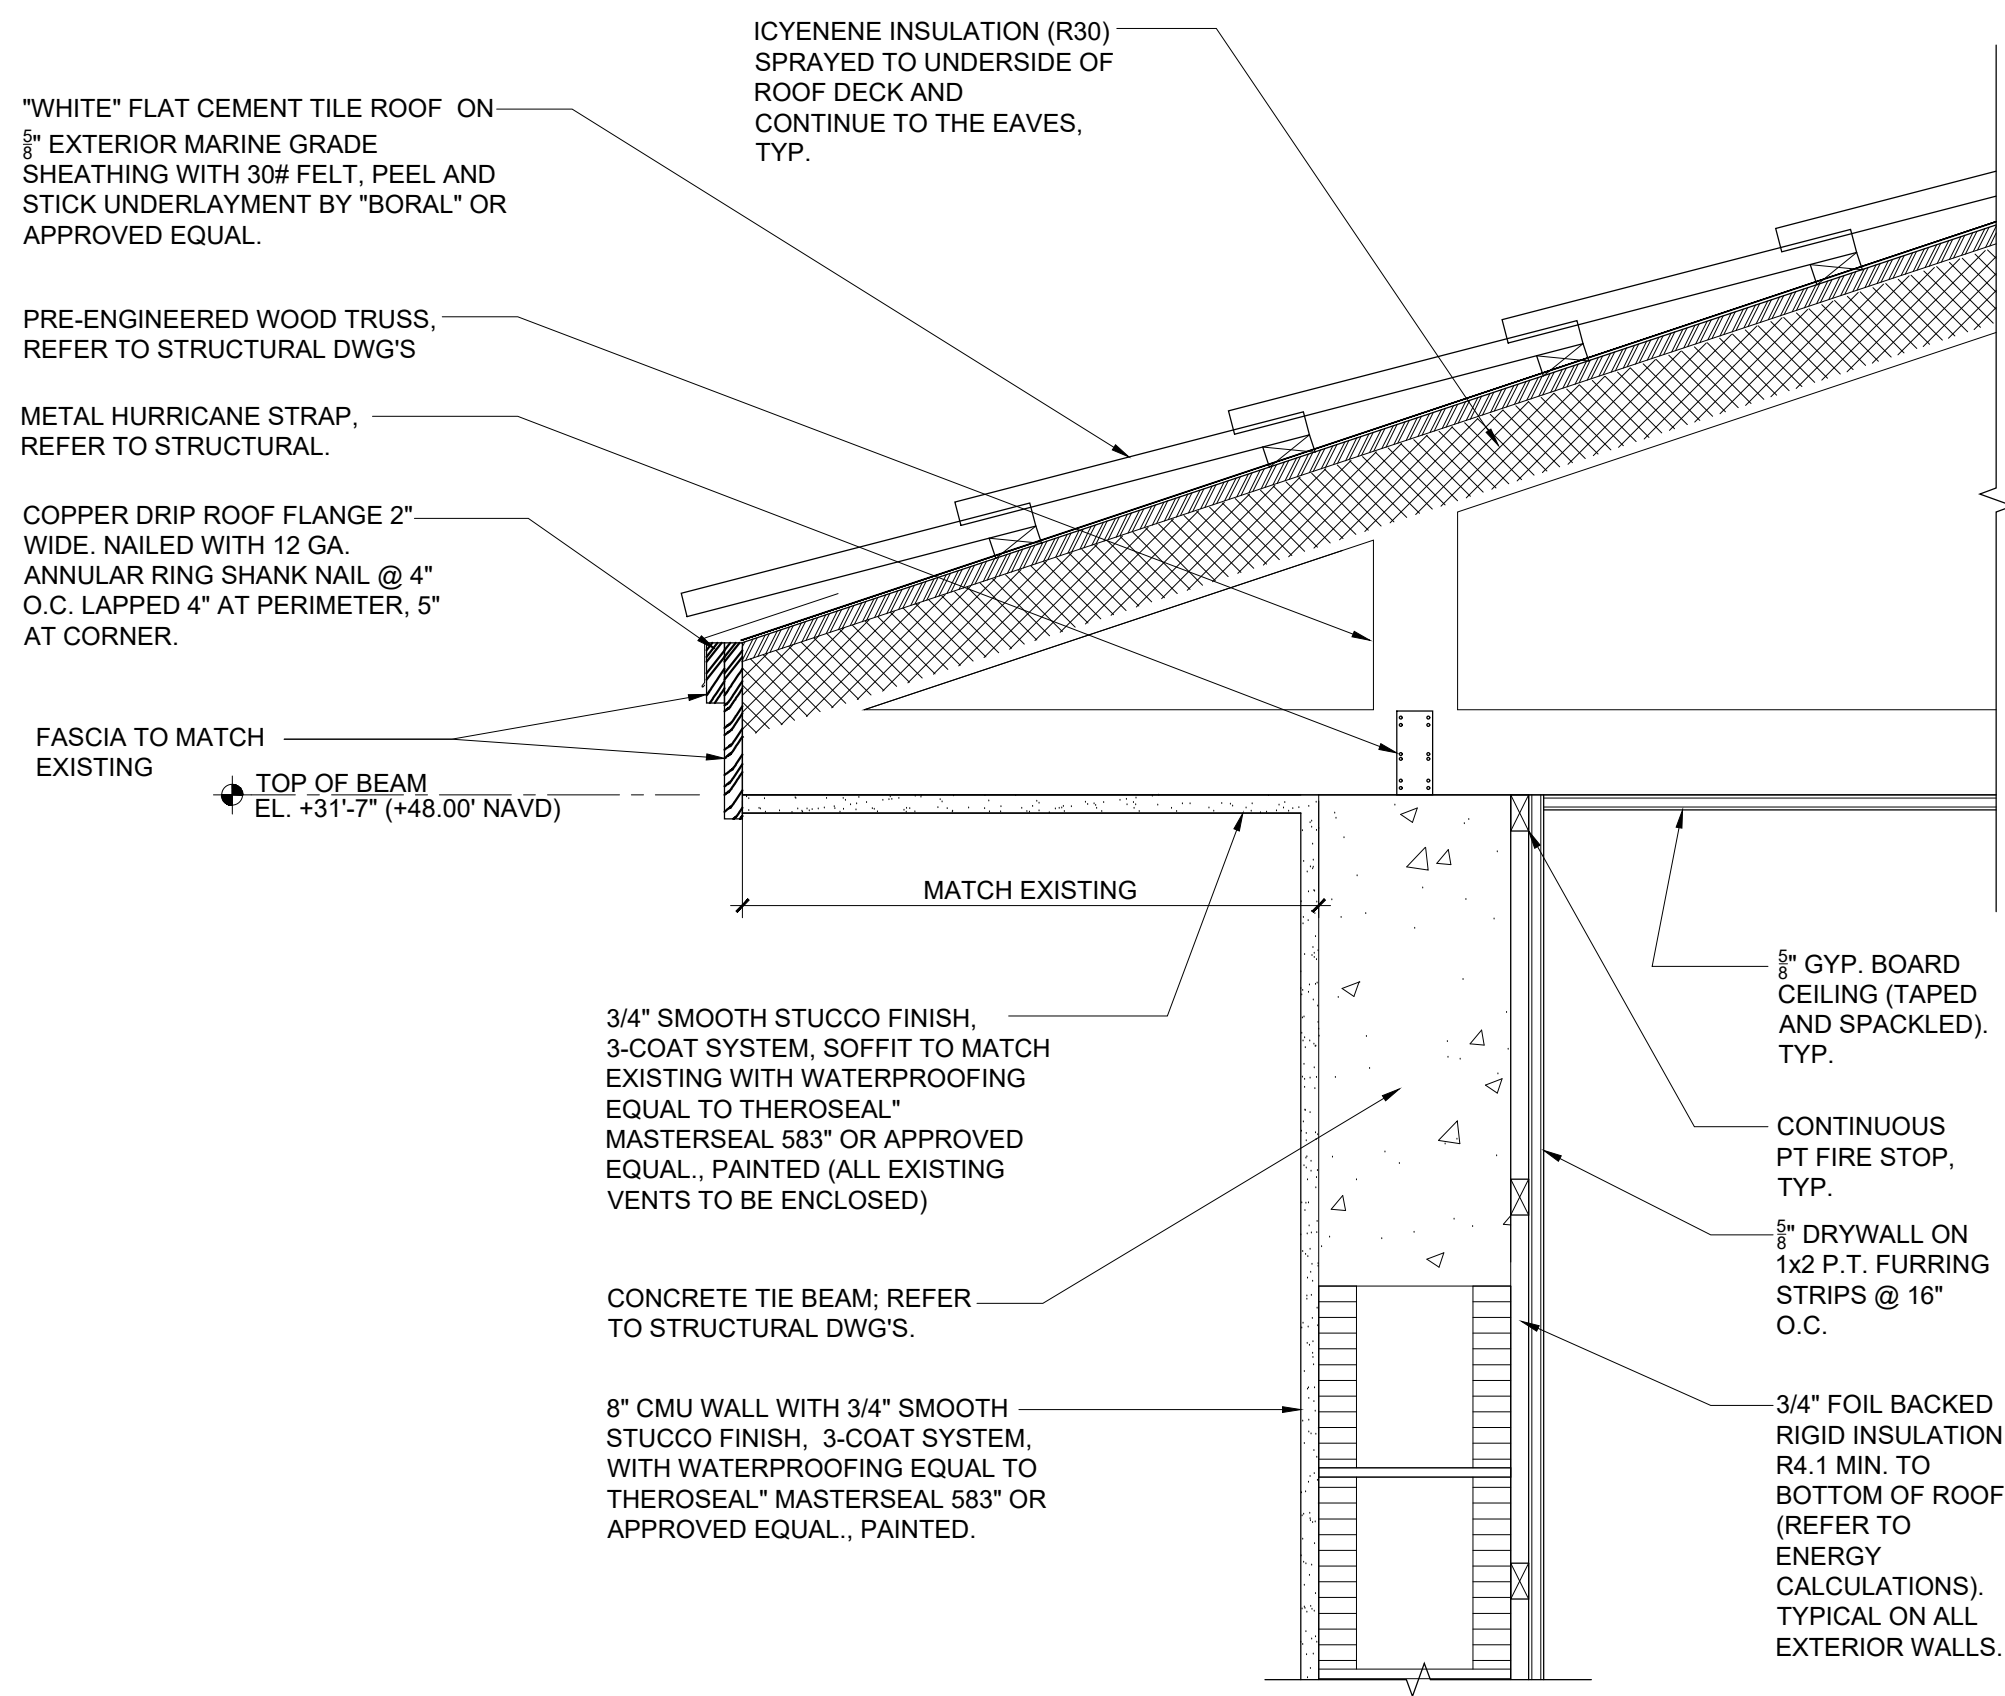 ICYENENE INSULATION (R30)
SPRAYED TO UNDERSIDE OF
ROOF DECK AND
CONTINUE TO THE EAVES,
TYP.
"WHITE" FLAT CEMENT TILE ROOF ON
5/8" EXTERIOR MARINE GRADE
SHEATHING WITH 30# FELT, PEEL AND
STICK UNDERLAYMENT BY "BORAL" OR
APPROVED EQUAL.
PRE-ENGINEERED WOOD TRUSS,
REFER TO STRUCTURAL DWG'S
METAL HURRICANE STRAP,
REFER TO STRUCTURAL.
COPPER DRIP ROOF FLANGE 2"
WIDE. NAILED WITH 12 GA.
ANNULAR RING SHANK NAIL @ 4"
O.C. LAPPED 4" AT PERIMETER, 5"
AT CORNER.
FASCIA TO MATCH
EXISTING
TOP OF BEAM
EL. +31'-7" (+48.00' NAVD)
MATCH EXISTING
3/4" SMOOTH STUCCO FINISH,
3-COAT SYSTEM, SOFFIT TO MATCH
EXISTING WITH WATERPROOFING
EQUAL TO THEROSEAL"
MASTERSEAL 583" OR APPROVED
EQUAL., PAINTED (ALL EXISTING
VENTS TO BE ENCLOSED)
CONCRETE TIE BEAM; REFER
TO STRUCTURAL DWG'S.
8" CMU WALL WITH 3/4" SMOOTH
STUCCO FINISH, 3-COAT SYSTEM,
WITH WATERPROOFING EQUAL TO
THEROSEAL" MASTERSEAL 583" OR
APPROVED EQUAL., PAINTED.
5/8" GYP. BOARD
CEILING (TAPED
AND SPACKLED).
TYP.
CONTINUOUS
PT FIRE STOP,
TYP.
5/8" DRYWALL ON
1x2 P.T. FURRING
STRIPS @ 16"
O.C.
3/4" FOIL BACKED
RIGID INSULATION
R4.1 MIN. TO
BOTTOM OF ROOF
(REFER TO
ENERGY
CALCULATIONS).
TYPICAL ON ALL
EXTERIOR WALLS.